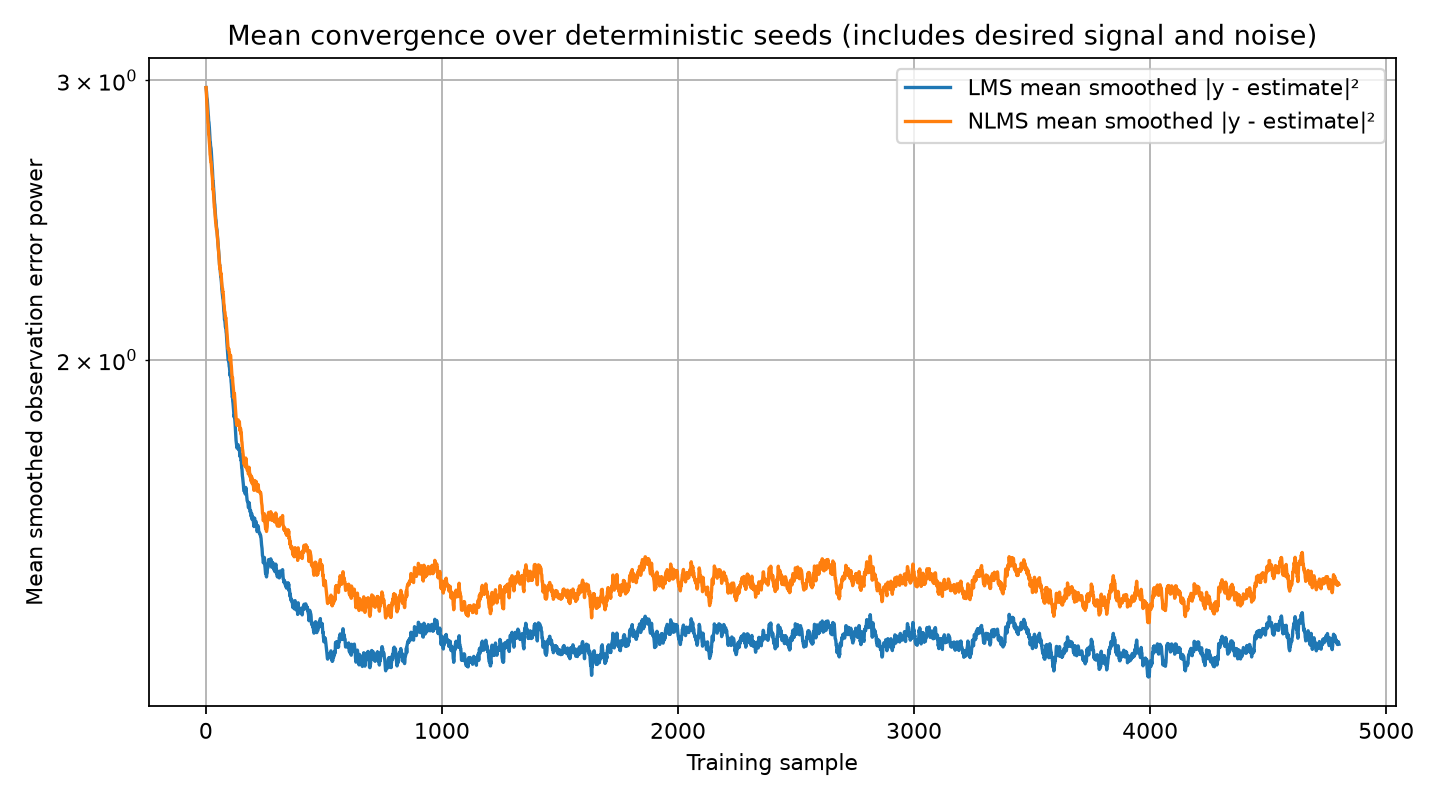 Mean convergence over deterministic seeds (includes desired signal and noise)
3 × 10⁰
2 × 10⁰
Mean smoothed observation error power
LMS mean smoothed |y - estimate|²
NLMS mean smoothed |y - estimate|²
0 1000 2000 3000 4000 5000
Training sample